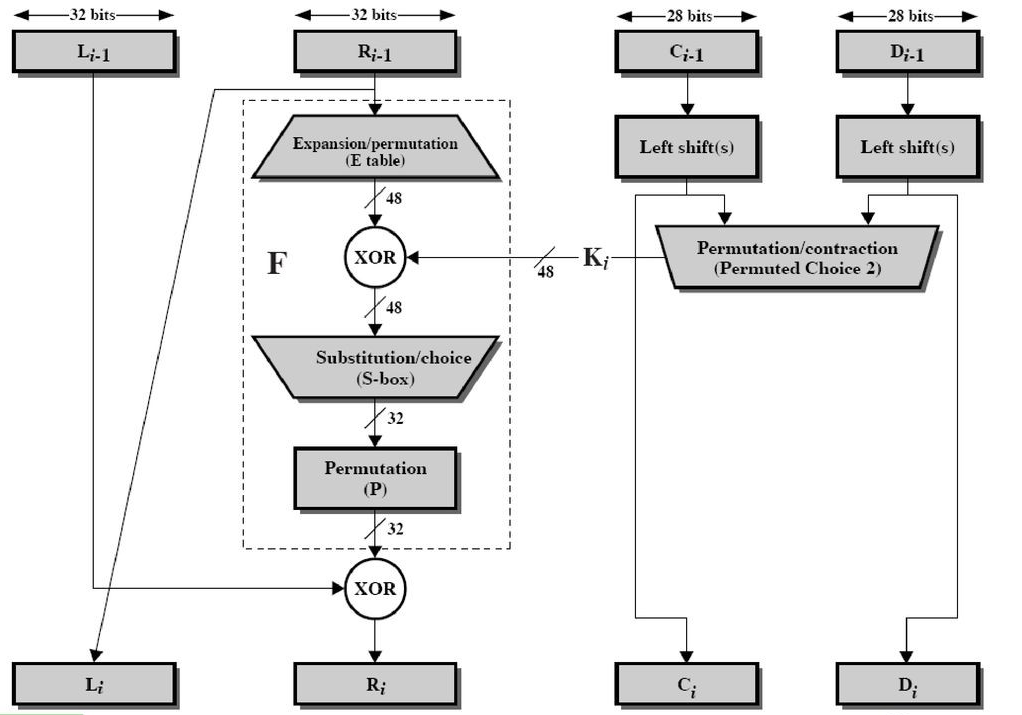 32 bits
32 bits
28 bits
28 bits
Li-1
Ri-1
Ci-1
Di-1
Expansion/permutation
(E table)
Left shift(s)
Left shift(s)
48
F
XOR
48
Ki
Permutation/contraction
(Permuted Choice 2)
48
Substitution/choice
(S-box)
32
Permutation
(P)
32
XOR
Li
Ri
Ci
Di